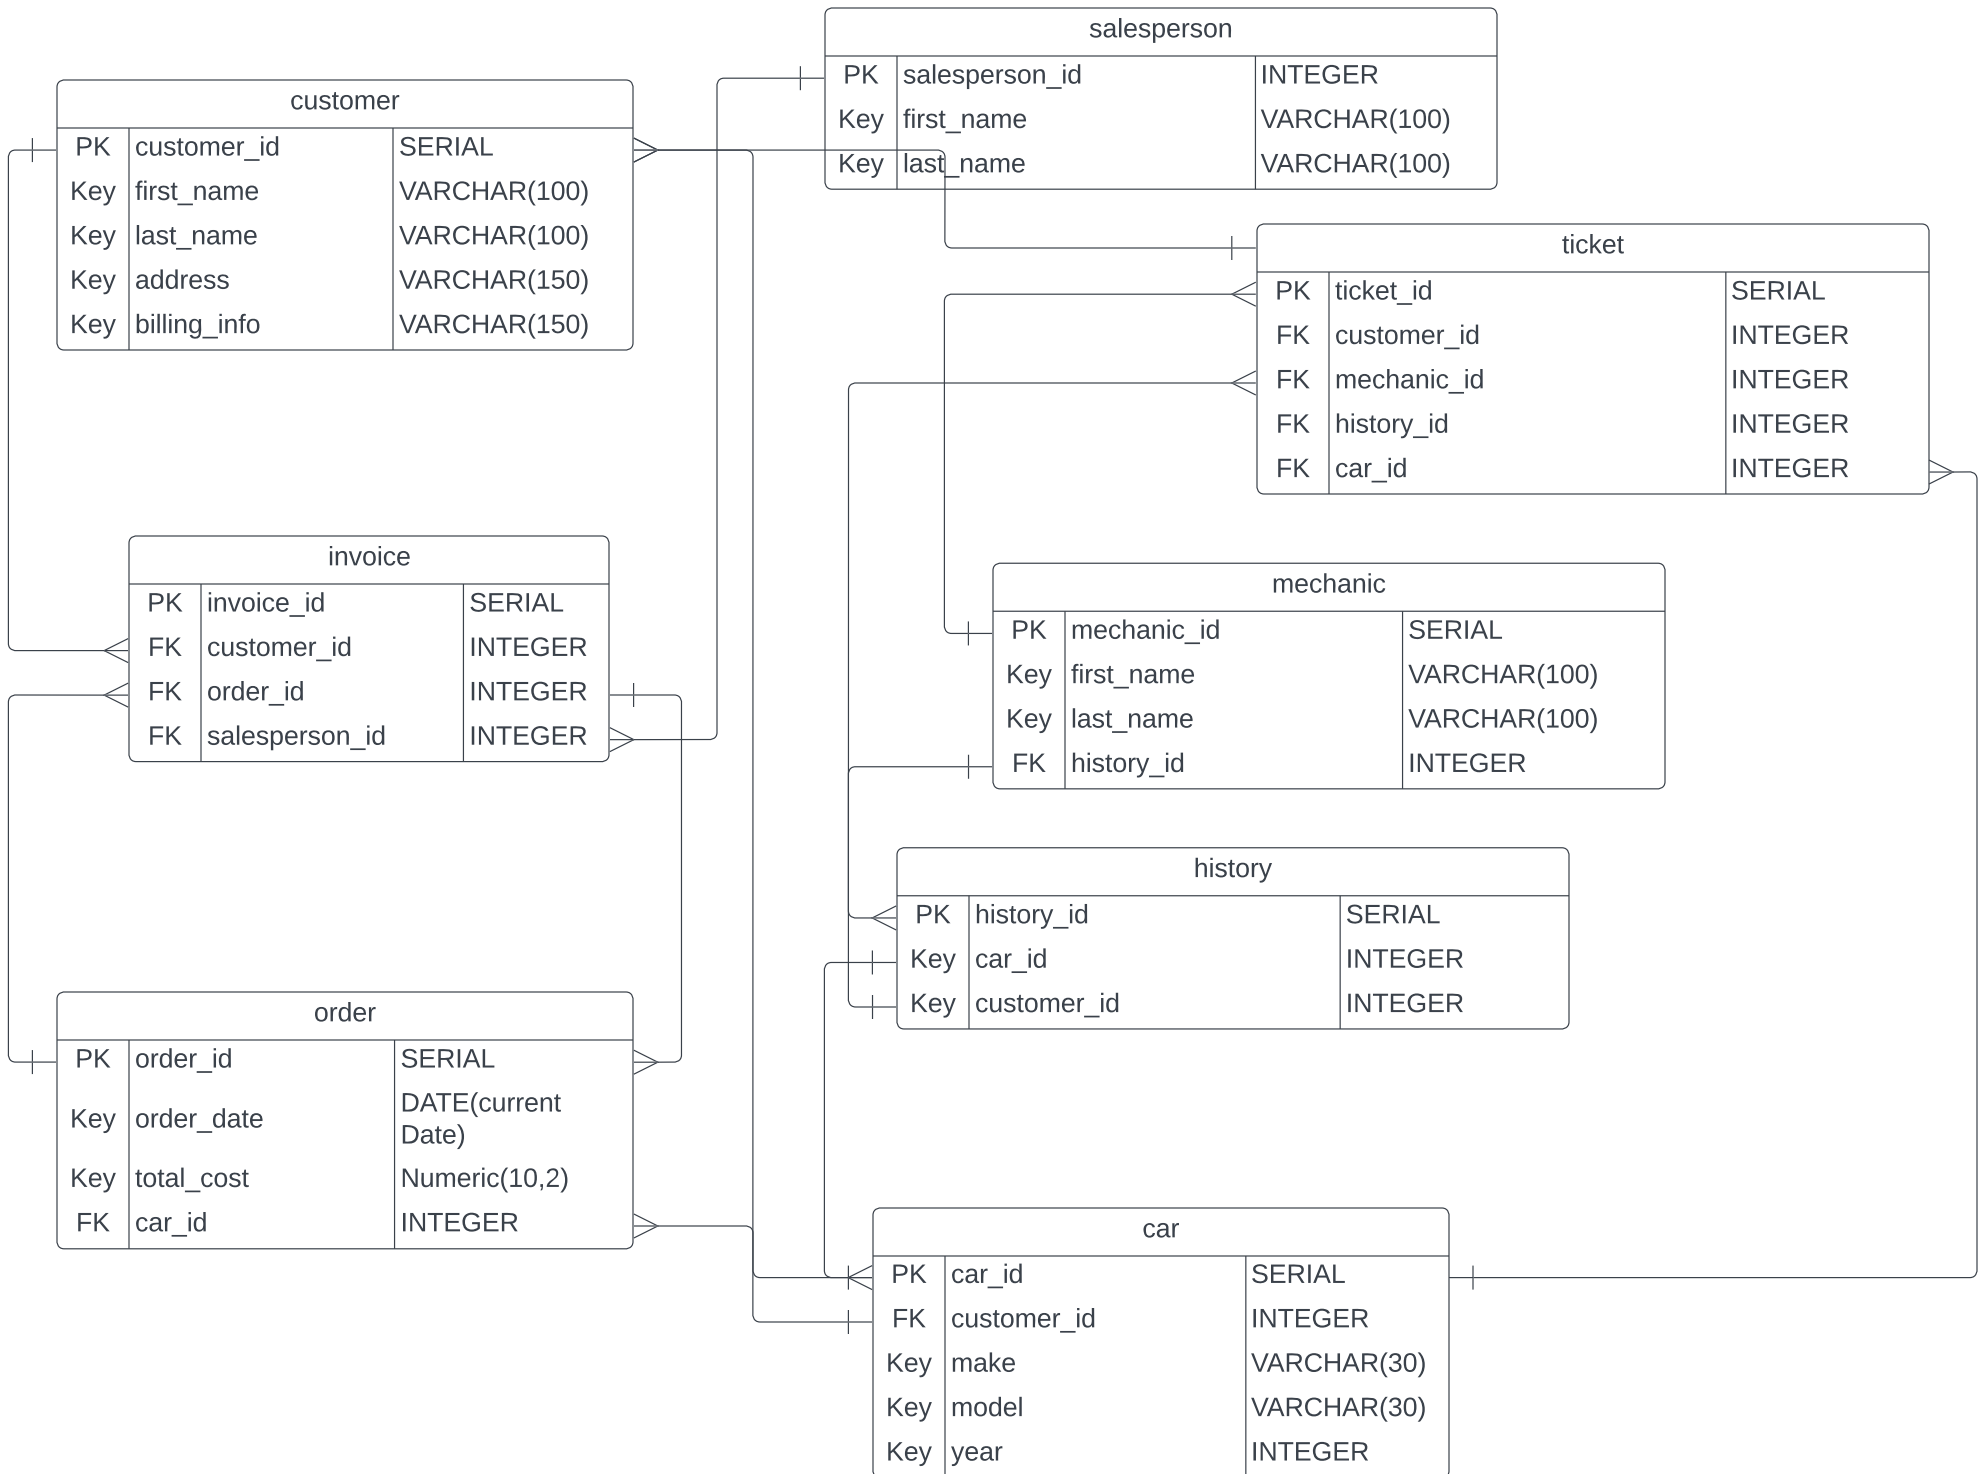 salesperson
PK salesperson_id INTEGER
Key first_name VARCHAR(100)
Key last_name VARCHAR(100)
customer
PK customer_id SERIAL
Key first_name VARCHAR(100)
Key last_name VARCHAR(100)
Key address VARCHAR(150)
Key billing_info VARCHAR(150)
ticket
PK ticket_id SERIAL
FK customer_id INTEGER
FK mechanic_id INTEGER
FK history_id INTEGER
FK car_id INTEGER
invoice
PK invoice_id SERIAL
FK customer_id INTEGER
FK order_id INTEGER
FK salesperson_id INTEGER
mechanic
PK mechanic_id SERIAL
Key first_name VARCHAR(100)
Key last_name VARCHAR(100)
FK history_id INTEGER
history
PK history_id SERIAL
Key car_id INTEGER
Key customer_id INTEGER
order
PK order_id SERIAL
Key order_date DATE(current
Date)
Key total_cost Numeric(10,2)
FK car_id INTEGER
car
PK car_id SERIAL
FK customer_id INTEGER
Key make VARCHAR(30)
Key model VARCHAR(30)
Key year INTEGER